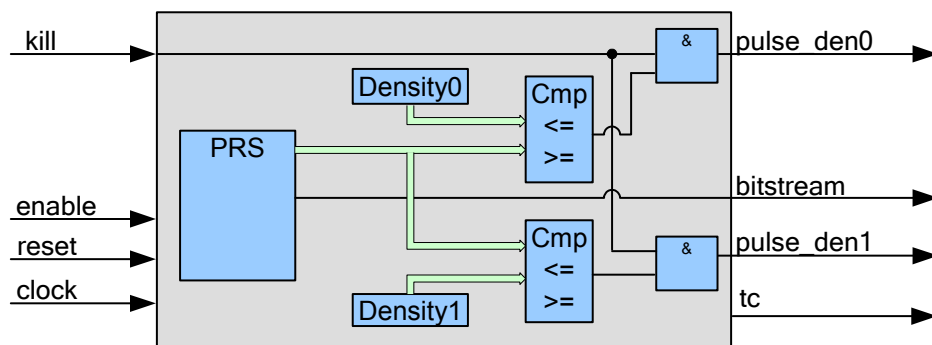 kill
&
pulse_den0
Density0
Cmp
<=
>=
PRS
bitstream
enable
reset
clock
Cmp
<=
>=
&
pulse_den1
Density1
tc